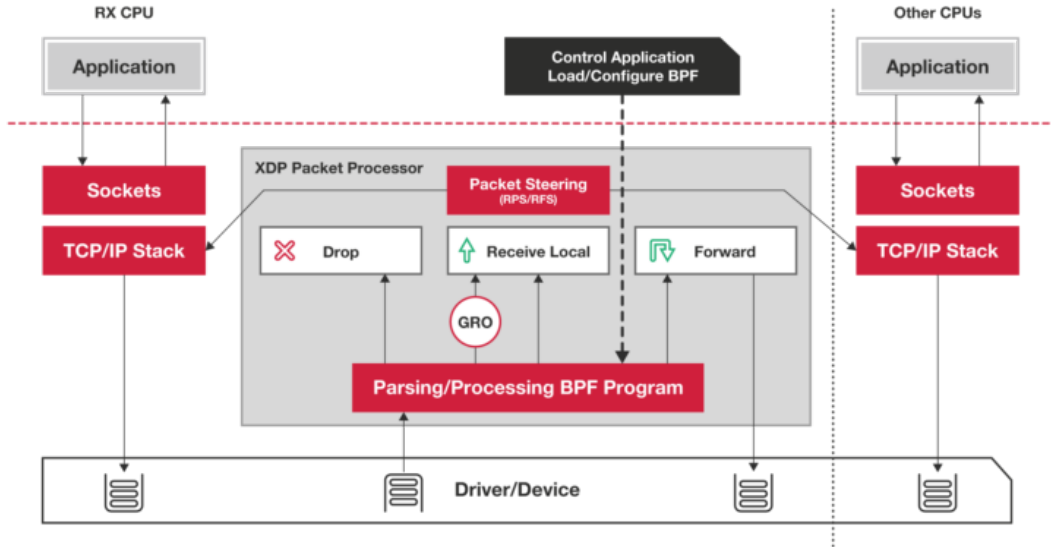 RX CPU
Other CPUs
Application
Control Application
Load/Configure BPF
Application
XDP Packet Processor
Sockets
Packet Steering
(RPS/RFS)
Sockets
TCP/IP Stack
Drop
Receive Local
Forward
TCP/IP Stack
GRO
Parsing/Processing BPF Program
Driver/Device